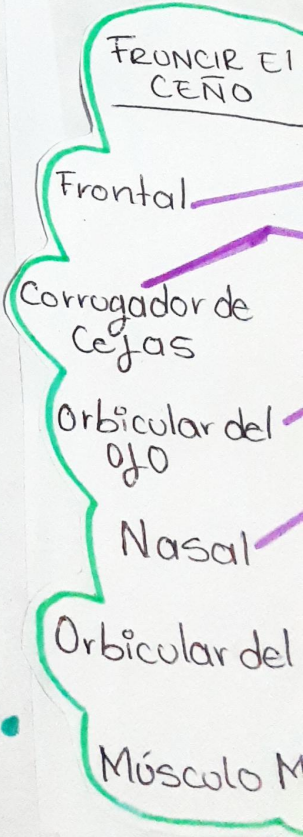 FRUNCIR El
CEÑO
Frontal
Corrugador de
Cejas
Orbicular del
OJO
Nasal
Orbicular del
Músculo M